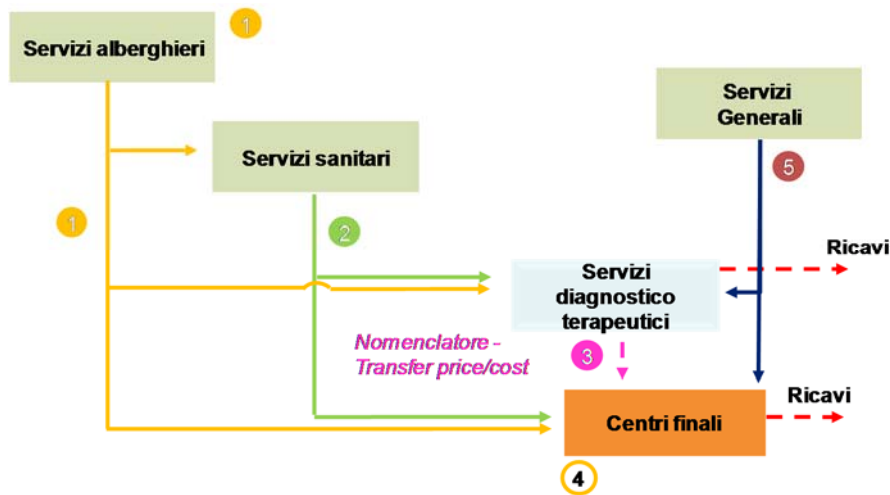 1
Servizi alberghieri
Servizi
Generali
Servizi sanitari
5
1
2
Ricavi
Servizi
diagnostico
terapeutici
Nomenclatore -
Transfer price/cost
3
Ricavi
Centri finali
4